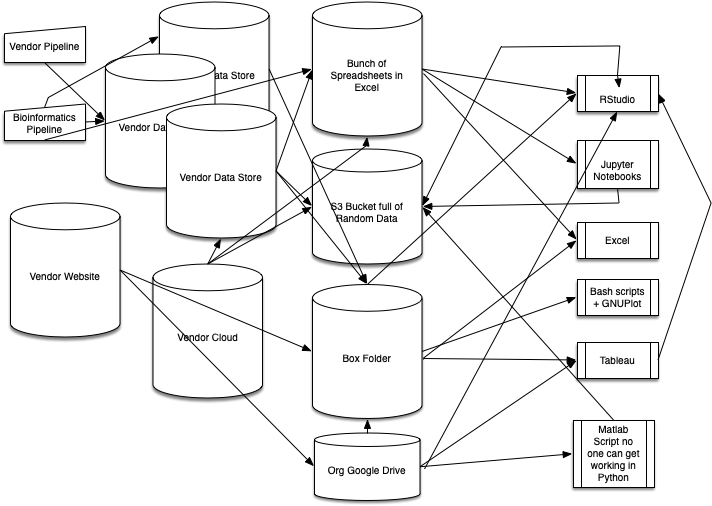 Vendor Pipeline
Bioinformatics
Pipeline
ata Store
Vendor Da
Vendor Data Store
Vendor Website
Vendor Cloud
Bunch of
Spreadsheets in
Excel
S3 Bucket full of
Random Data
Box Folder
Org Google Drive
RStudio
Jupyter
Notebooks
Excel
Bash scripts
+ GNUPlot
Tableau
Matlab
Script no
one can get
working in
Python